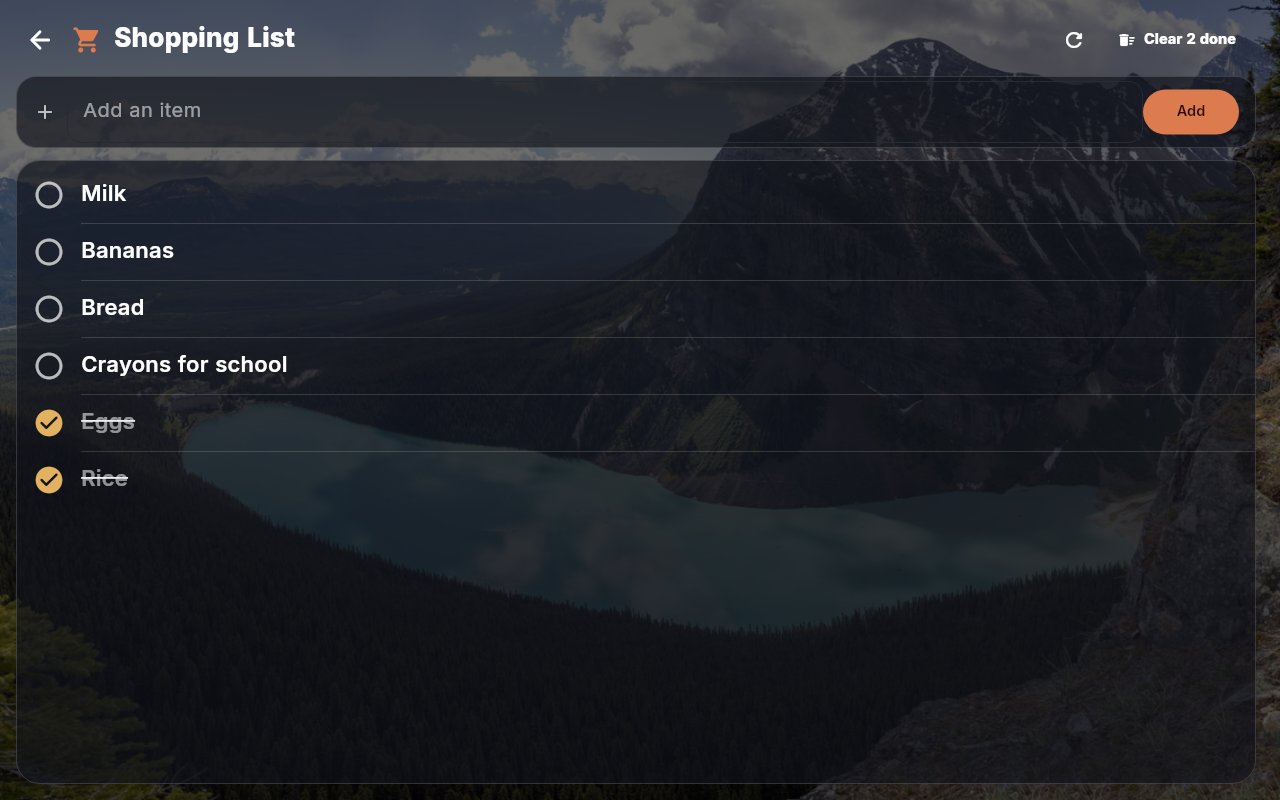 Shopping List
Clear 2 done
Add an item
Add
Milk
Bananas
Bread
Crayons for school
Eggs
Rice